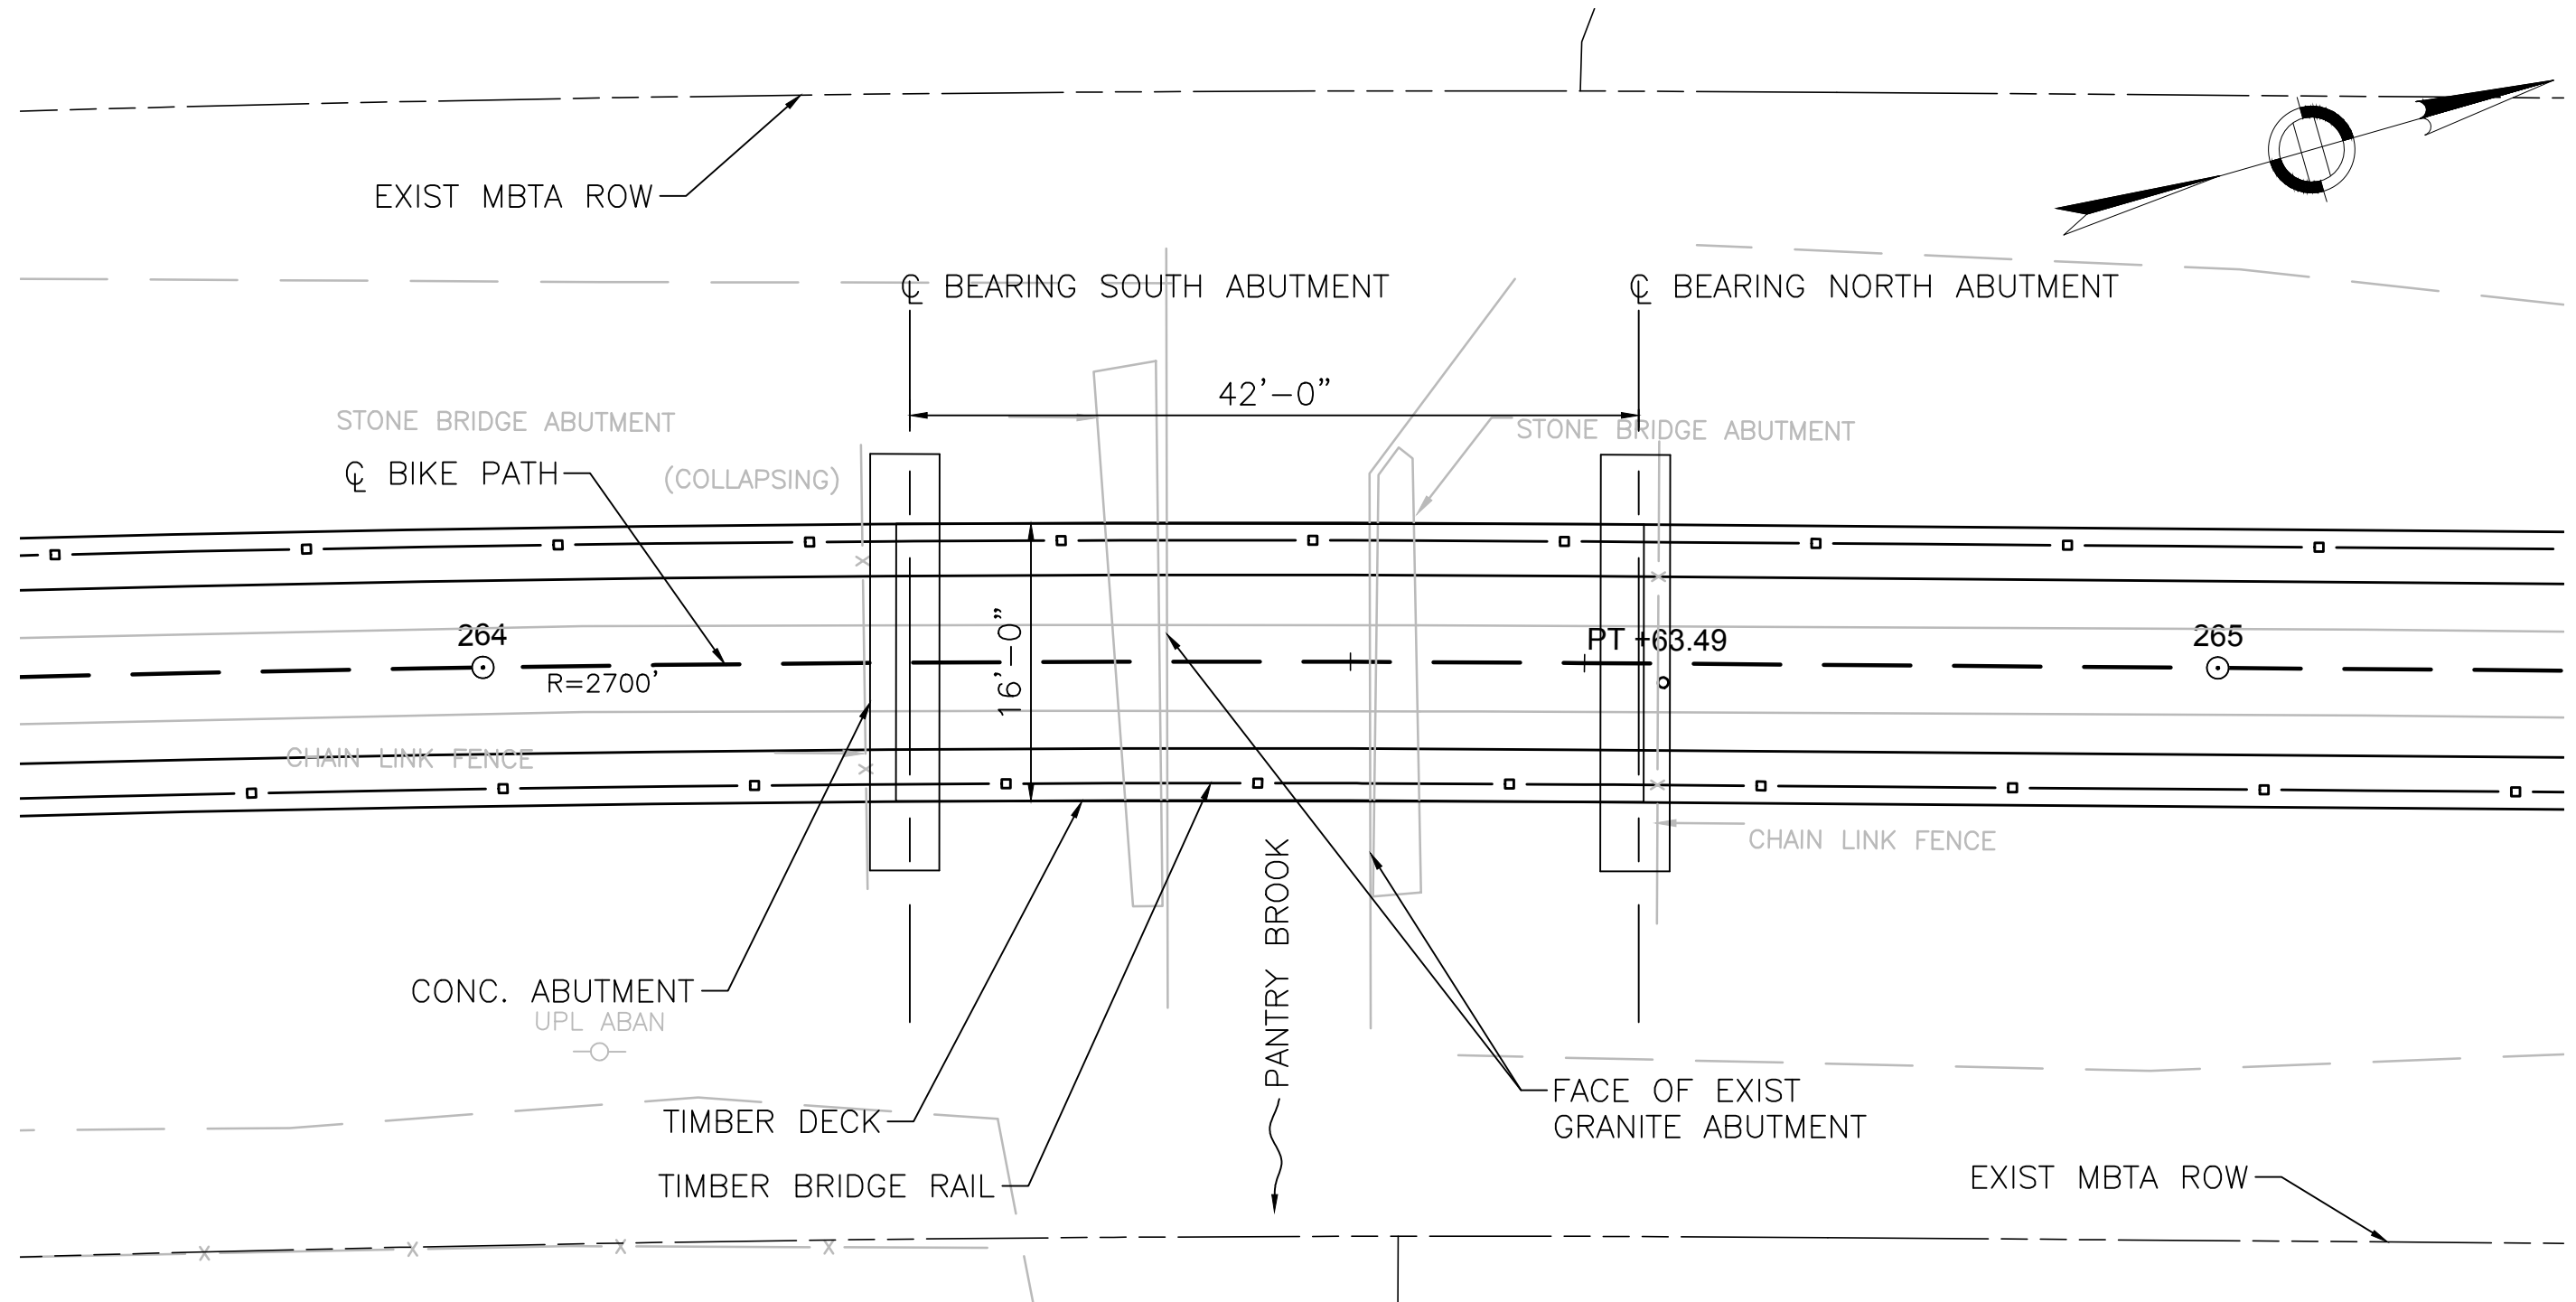 EXIST MBTA ROW
℄ BEARING SOUTH ABUTMENT
℄ BEARING NORTH ABUTMENT
42'-0"
STONE BRIDGE ABUTMENT
(COLLAPSING)
STONE BRIDGE ABUTMENT
℄ BIKE PATH
264
R=2700'
16'-0"
PT +63.49
265
CHAIN LINK FENCE
CHAIN LINK FENCE
PANTRY BROOK
CONC. ABUTMENT
UPL ABAN
TIMBER DECK
TIMBER BRIDGE RAIL
FACE OF EXIST
GRANITE ABUTMENT
EXIST MBTA ROW